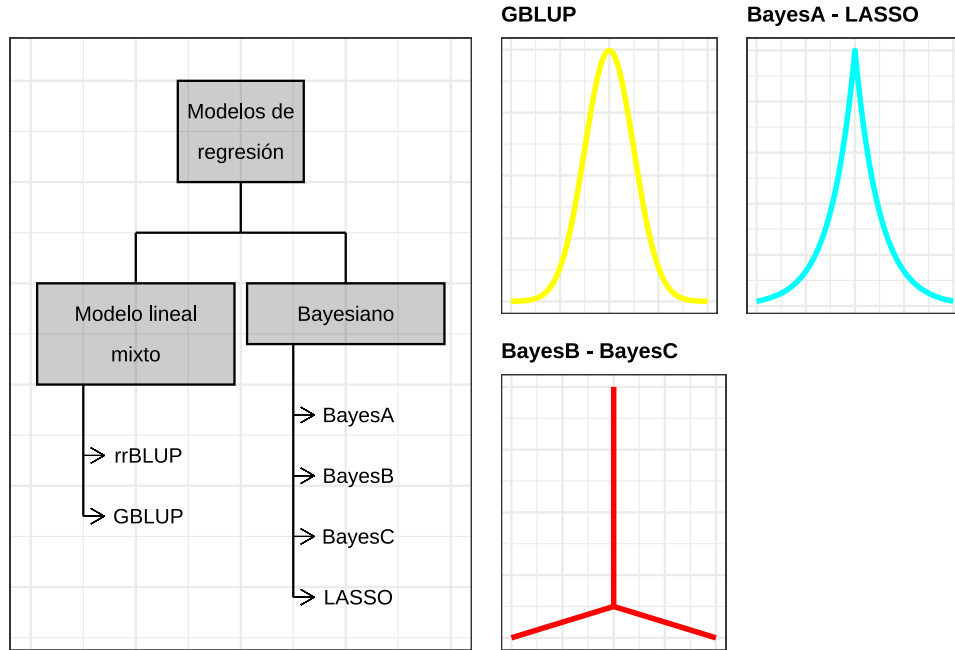 Modelos de
regresión
Modelo lineal
mixto
rrBLUP
GBLUP
Bayesiano
BayesA
BayesB
BayesC
LASSO
GBLUP
BayesA - LASSO
BayesB - BayesC